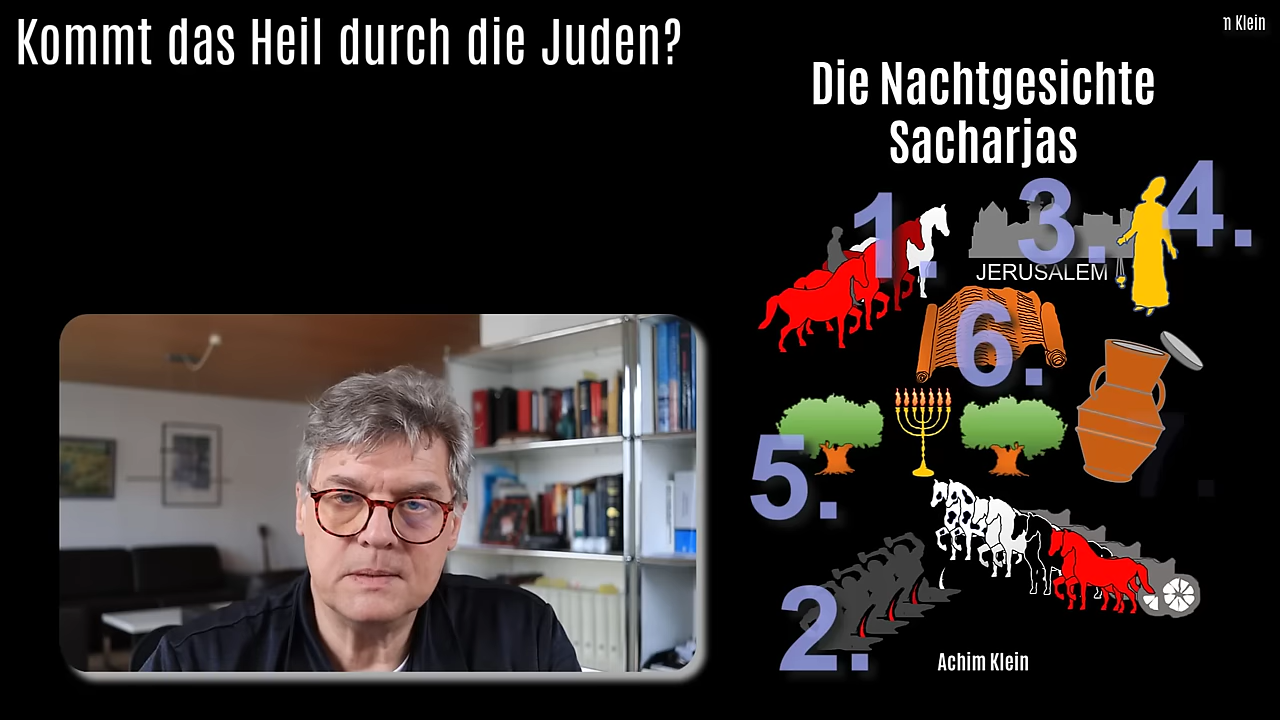 Kommt das Heil durch die Juden?
n Klein
Die Nachtgesichte
Sacharjas
1.
3.
4.
JERUSALEM
6.
5.
7.
2.
Achim Klein